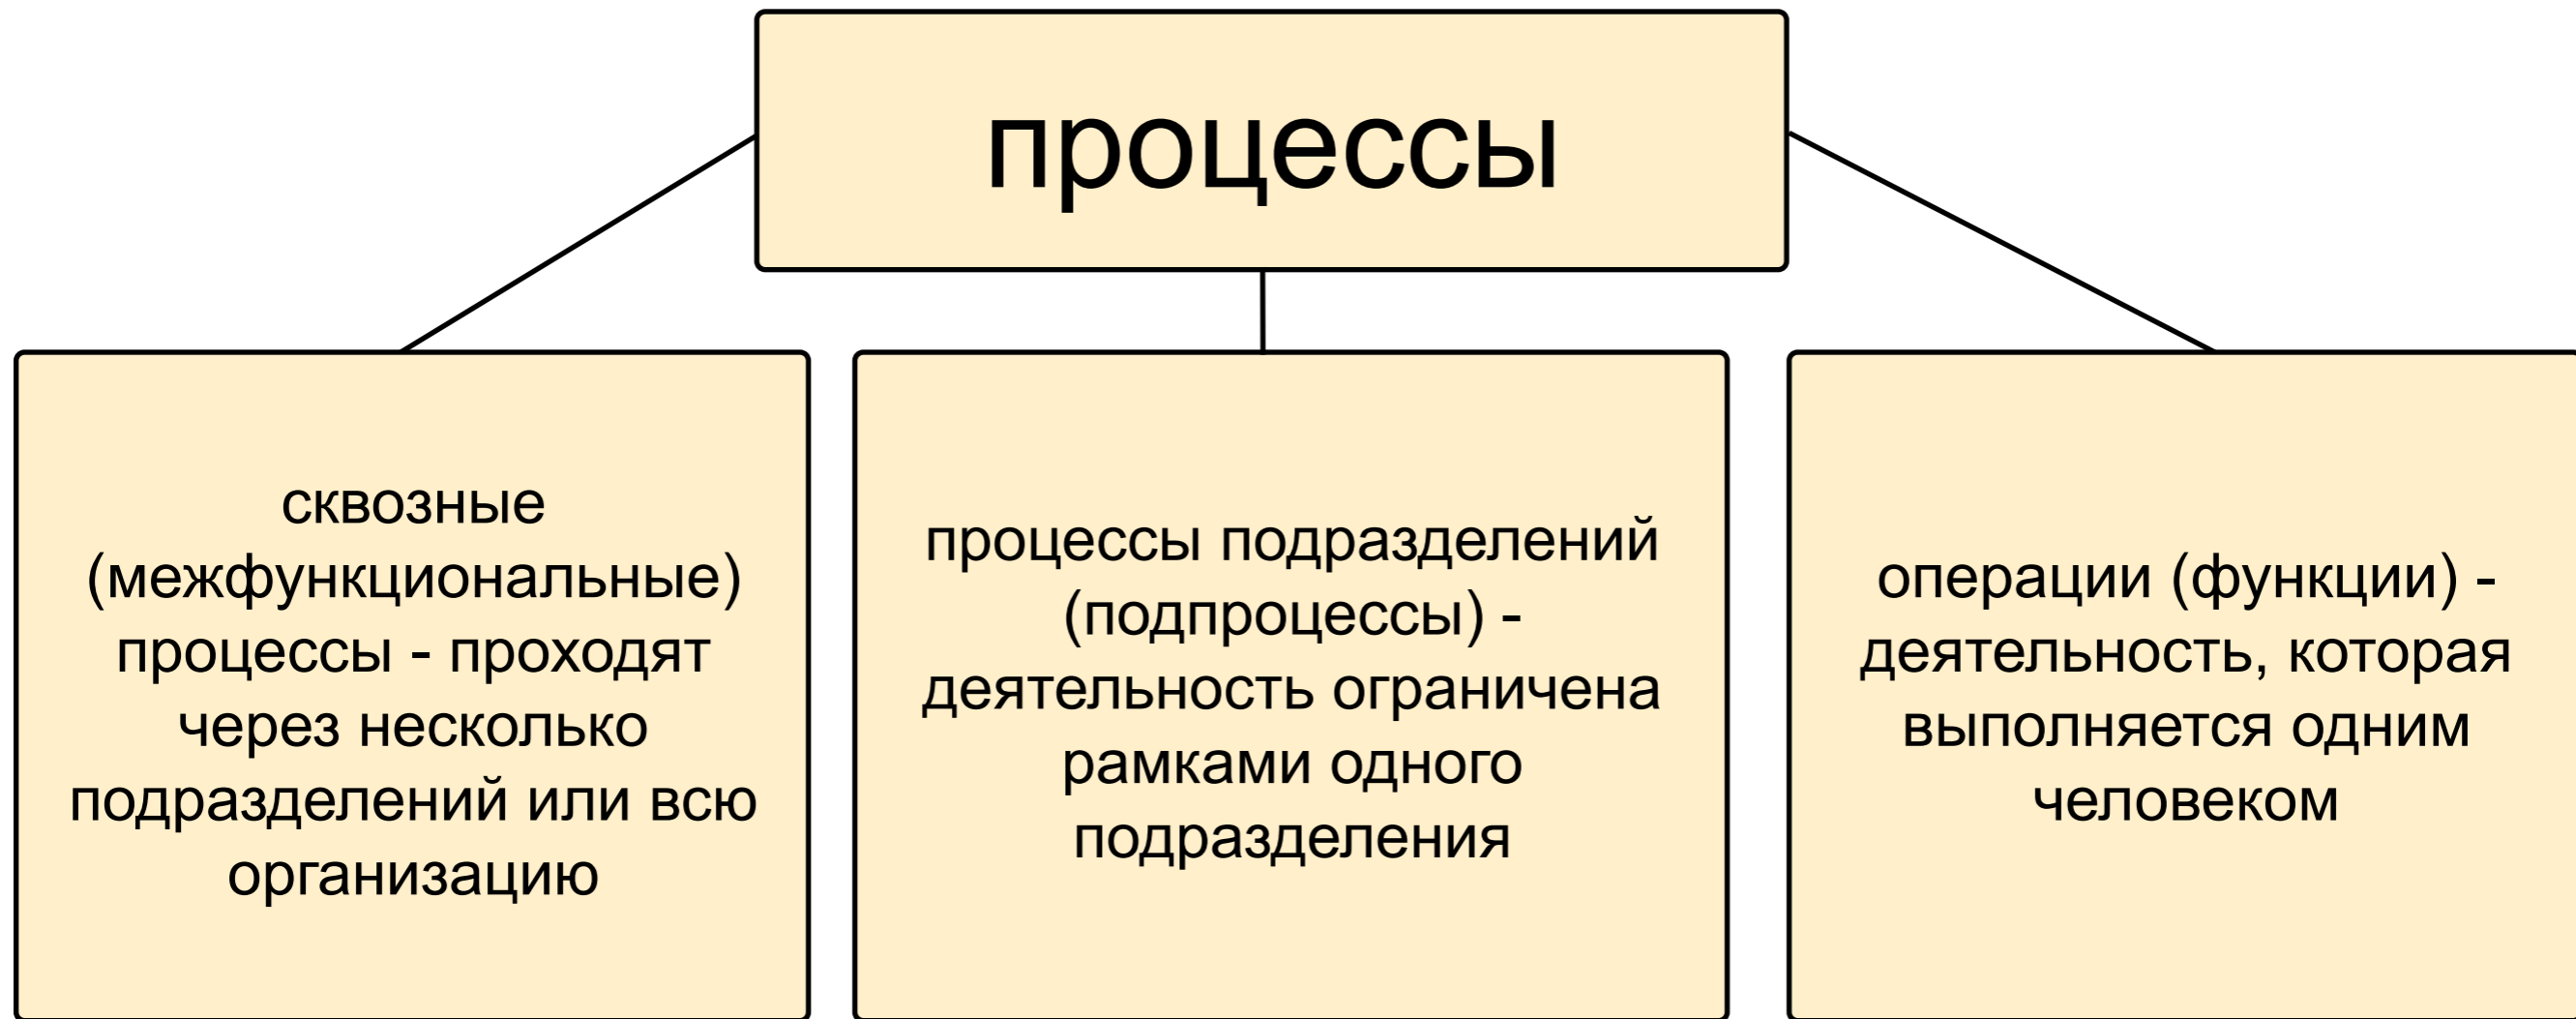 процессы
сквозные
(межфункциональные)
процессы - проходят
через несколько
подразделений или всю
организацию
процессы подразделений
(подпроцессы) -
деятельность ограничена
рамками одного
подразделения
операции (функции) -
деятельность, которая
выполняется одним
человеком